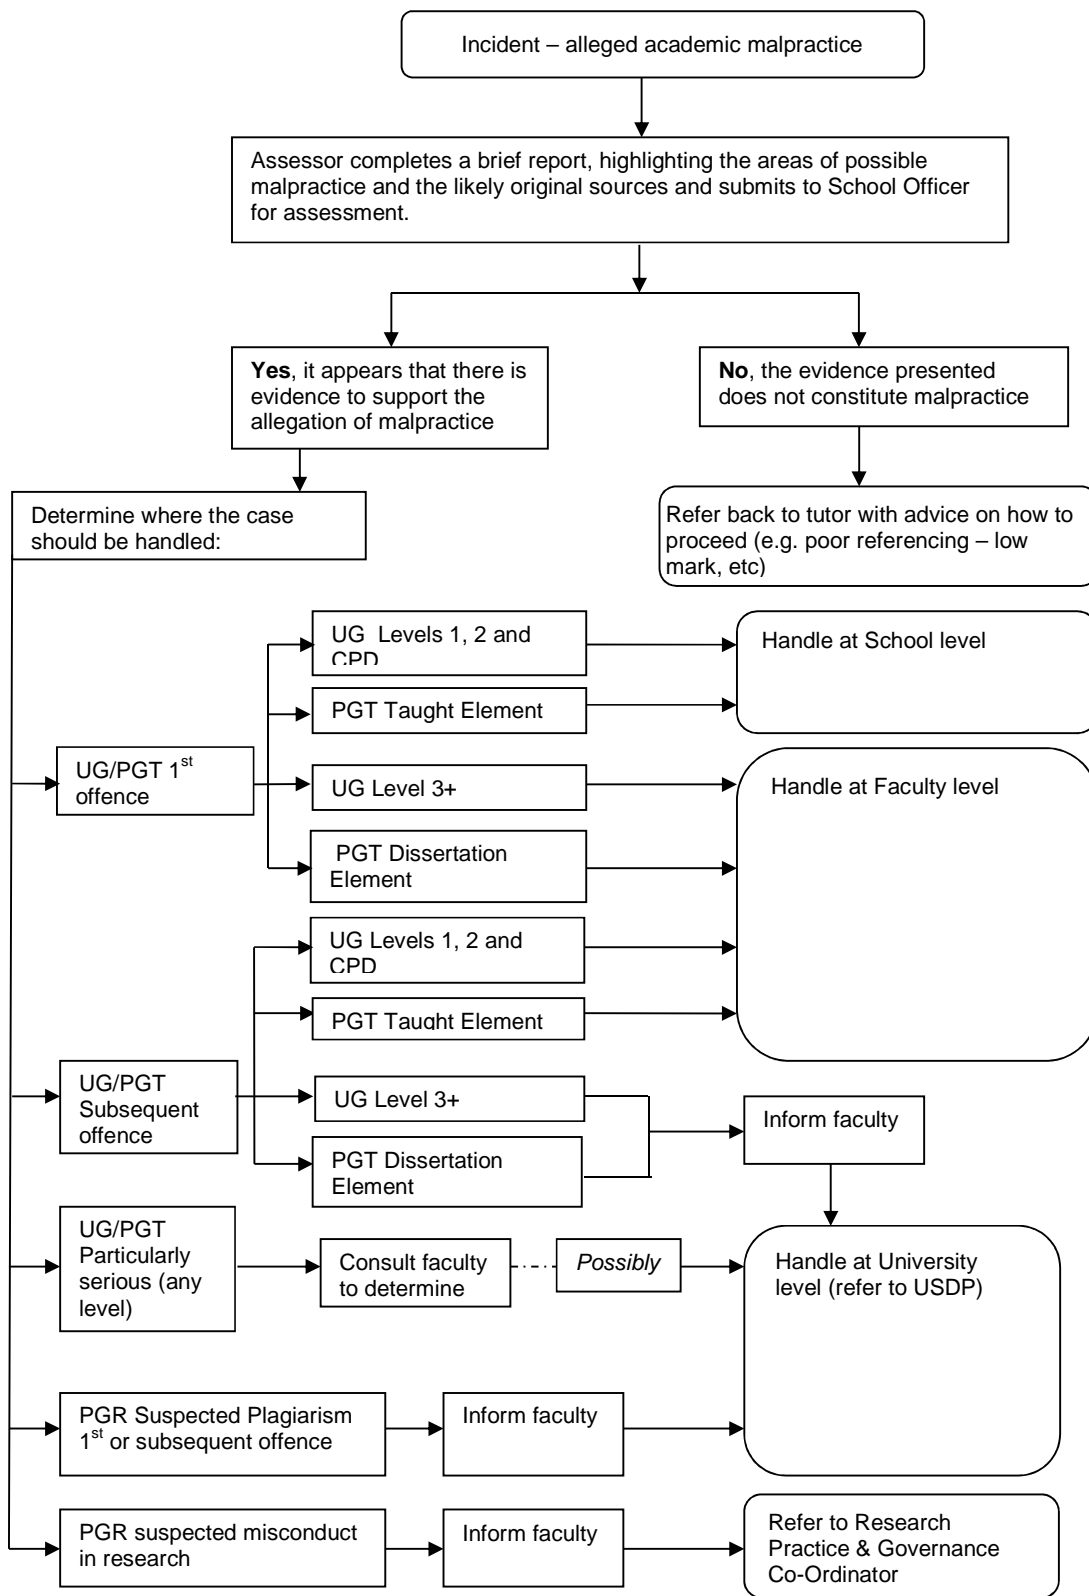 Incident – alleged academic malpractice
Assessor completes a brief report, highlighting the areas of possible
malpractice and the likely original sources and submits to School Officer
for assessment.
Yes, it appears that there is
evidence to support the
allegation of malpractice
No, the evidence presented
does not constitute malpractice
Determine where the case
should be handled:
Refer back to tutor with advice on how to
proceed (e.g. poor referencing – low
mark, etc)
UG/PGT 1st
offence
UG Levels 1, 2 and
CPD
PGT Taught Element
UG Level 3+
PGT Dissertation
Element
Handle at School level
Handle at Faculty level
UG/PGT
Subsequent
offence
UG Levels 1, 2 and
CPD
PGT Taught Element
UG Level 3+
PGT Dissertation
Element
Inform faculty
UG/PGT
Particularly
serious (any
level)
Consult faculty
to determine
Possibly
Handle at University
level (refer to USDP)
PGR Suspected Plagiarism
1st or subsequent offence
Inform faculty
PGR suspected misconduct
in research
Inform faculty
Refer to Research
Practice & Governance
Co-Ordinator